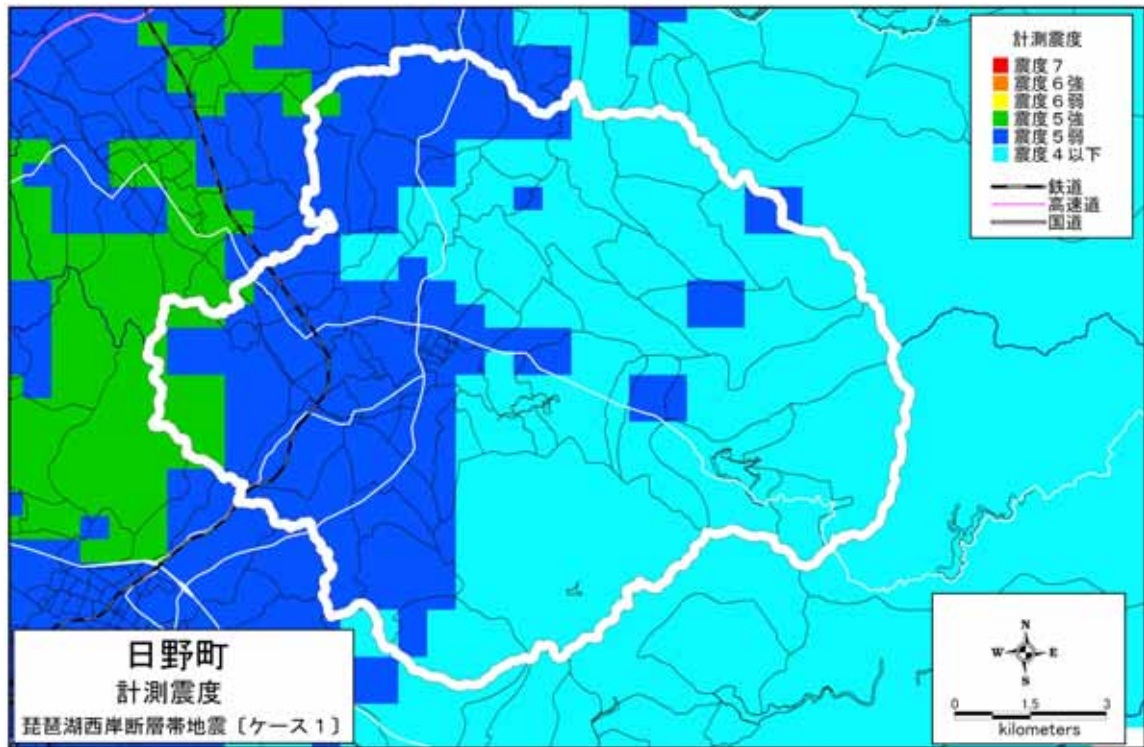 計測震度
震度7
震度6強
震度6弱
震度5強
震度5弱
震度4以下
鉄道
高速道
国道
日野町
計測震度
琵琶湖西岸断層帯地震〔ケース1〕
N
W E
S
0 1.5 3
kilometers